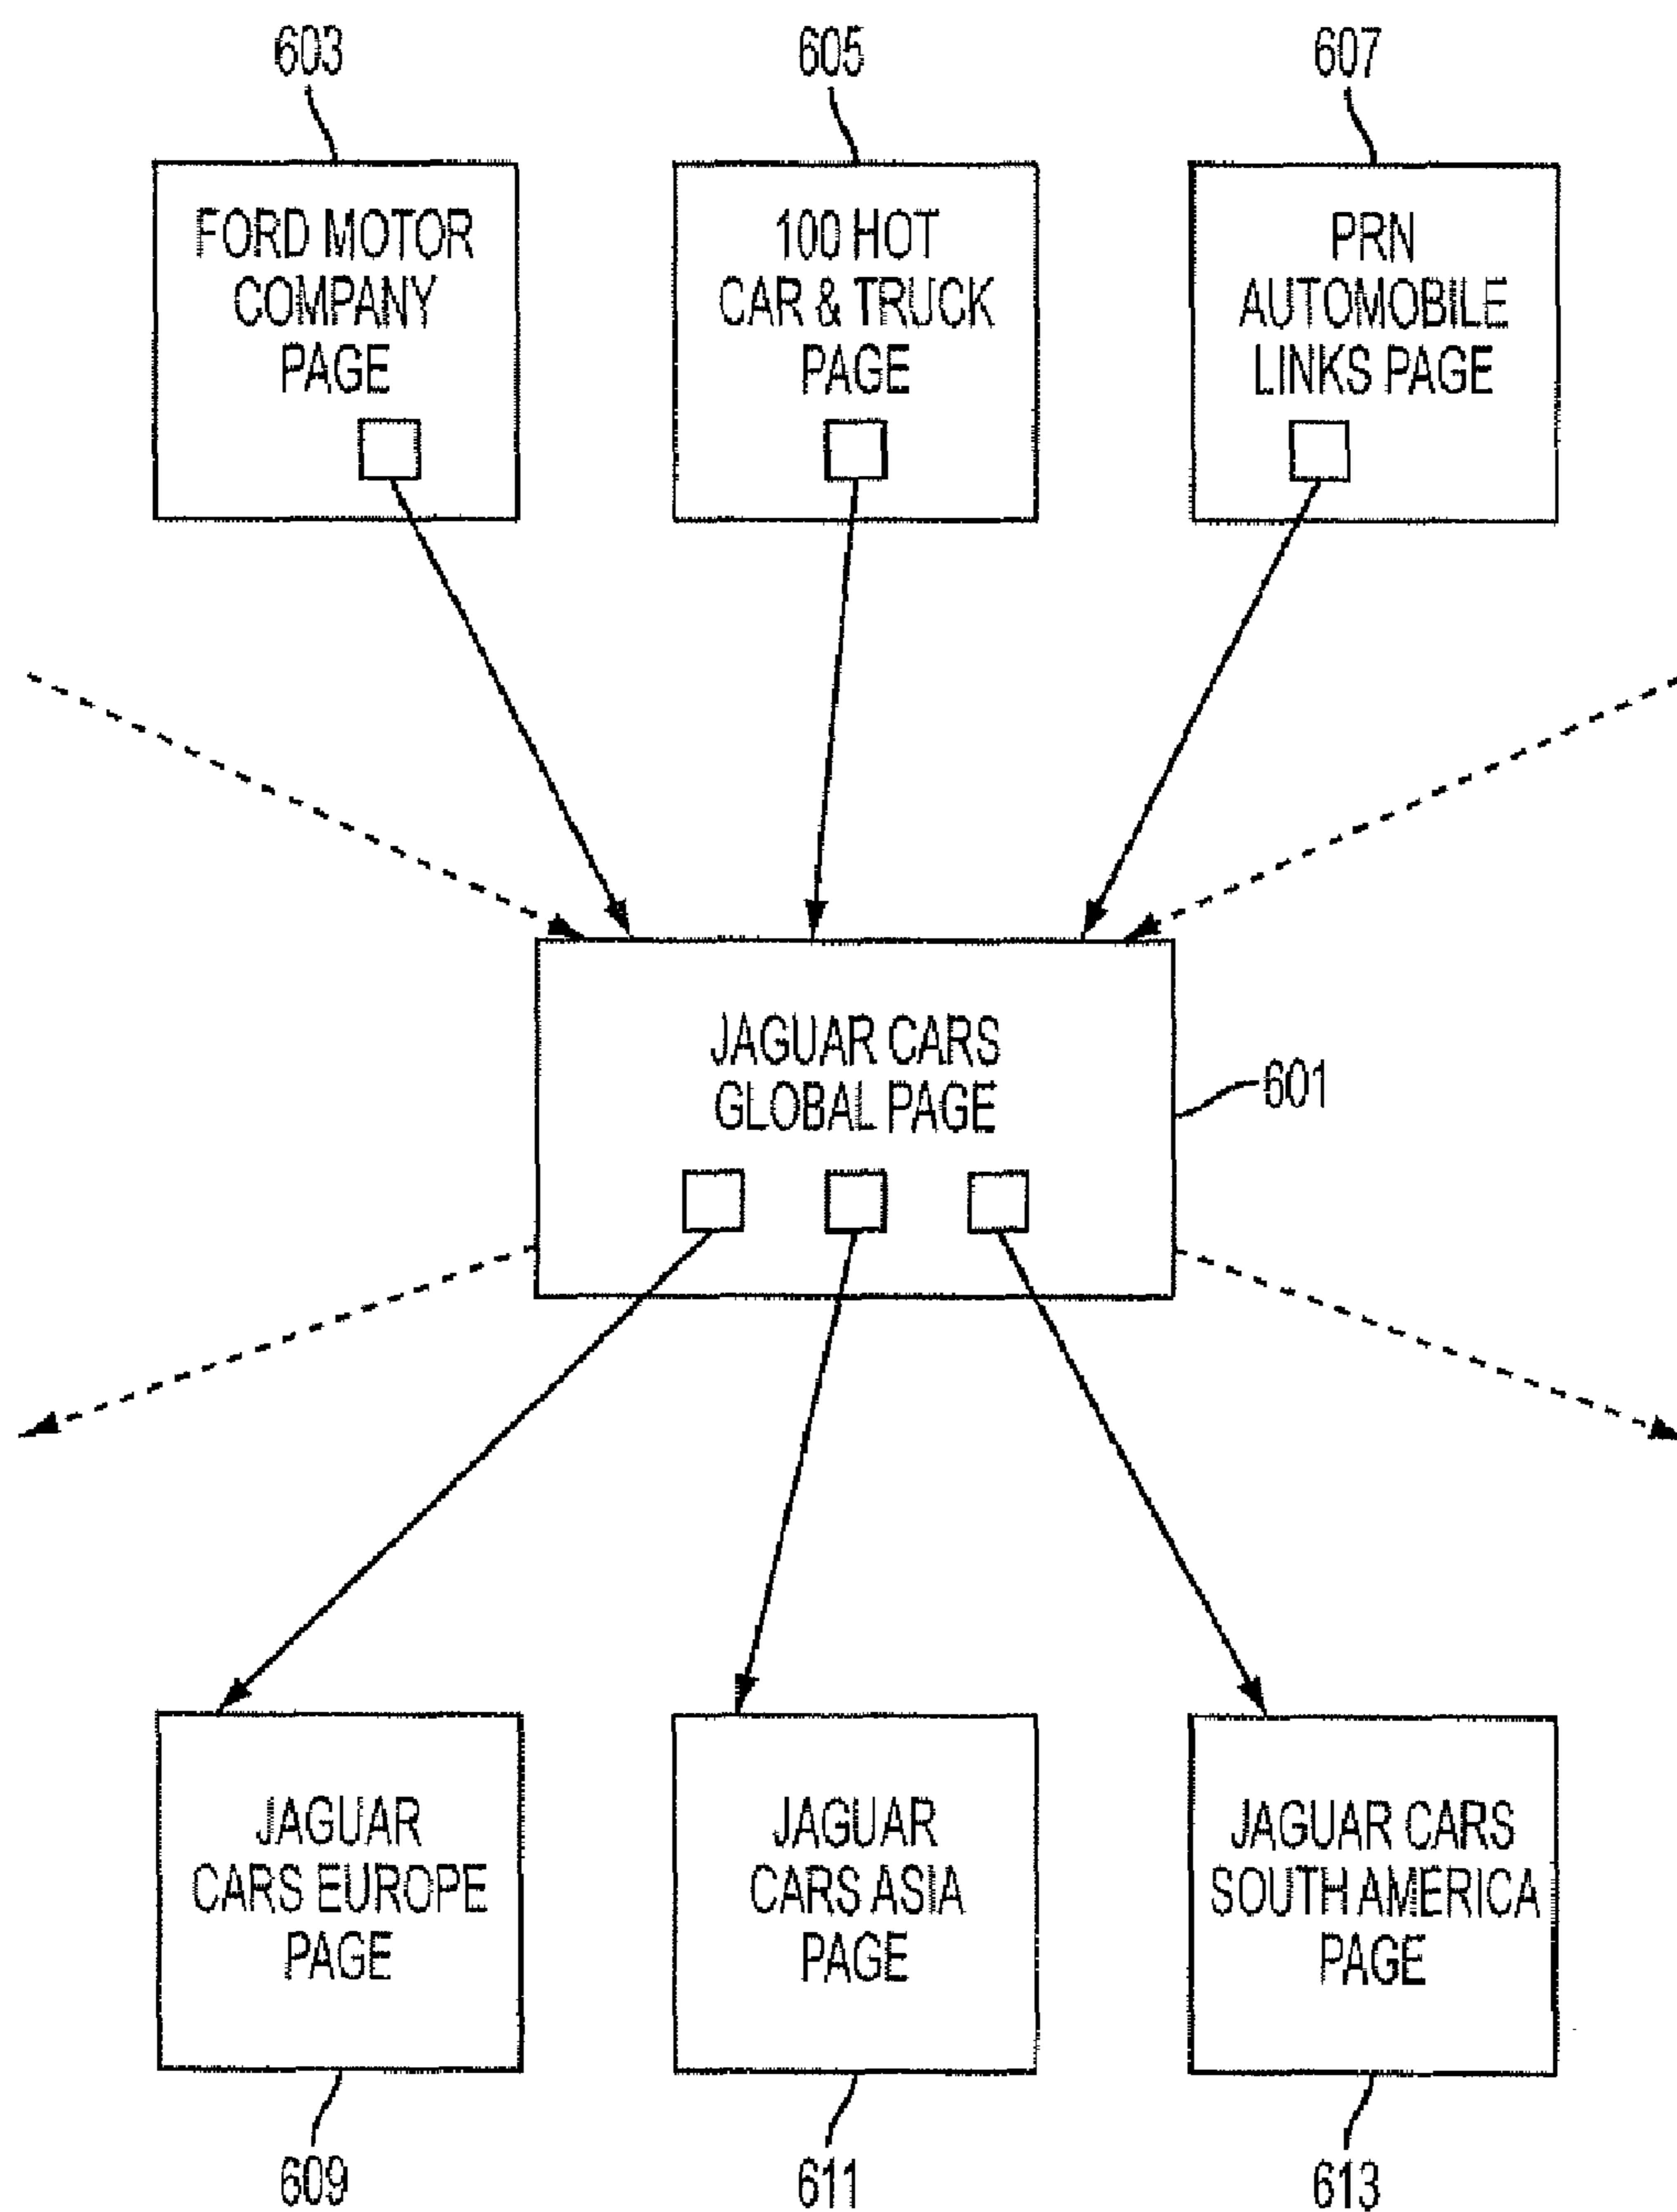 603
605
607
FORD MOTOR
COMPANY
PAGE
100 HOT
CAR & TRUCK
PAGE
PRN
AUTOMOBILE
LINKS PAGE
JAGUAR CARS
GLOBAL PAGE
601
JAGUAR
CARS EUROPE
PAGE
JAGUAR
CARS ASIA
PAGE
JAGUAR CARS
SOUTH AMERICA
PAGE
609
611
613